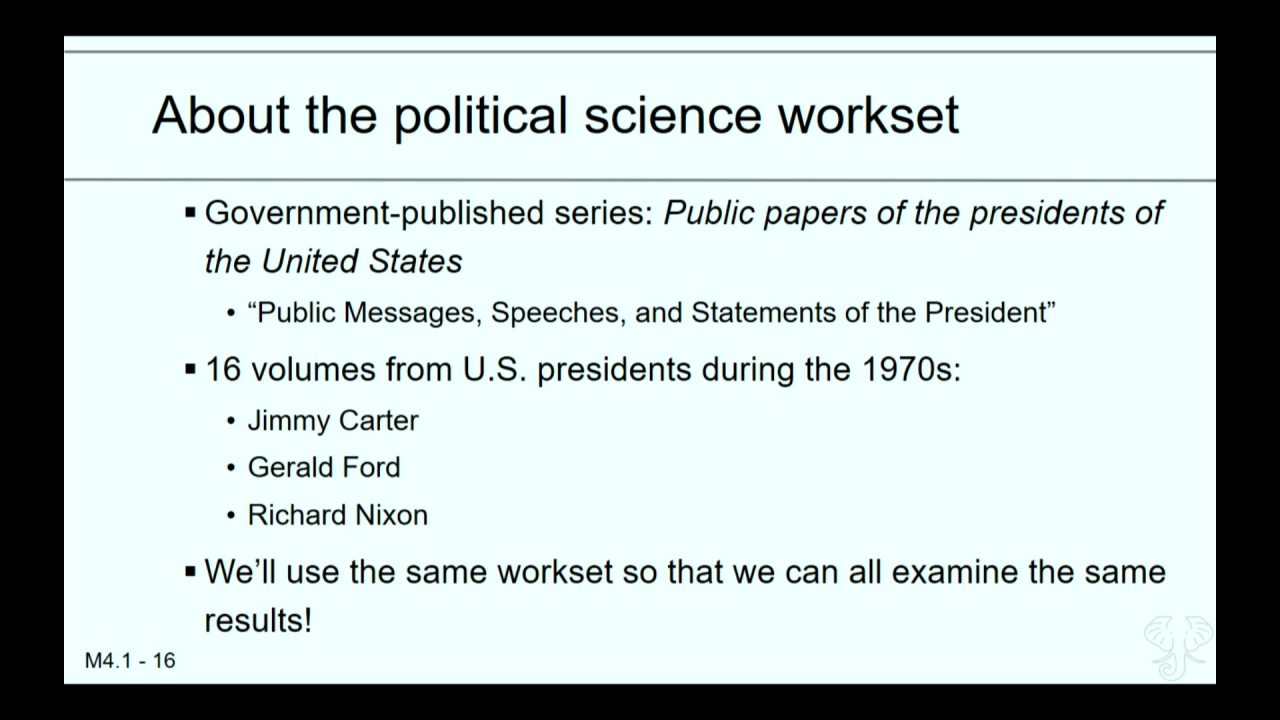 About the political science workset
▪ Government-published series: Public papers of the presidents of
the United States
• “Public Messages, Speeches, and Statements of the President”
▪ 16 volumes from U.S. presidents during the 1970s:
• Jimmy Carter
• Gerald Ford
• Richard Nixon
▪ We’ll use the same workset so that we can all examine the same
results!
M4.1 - 16